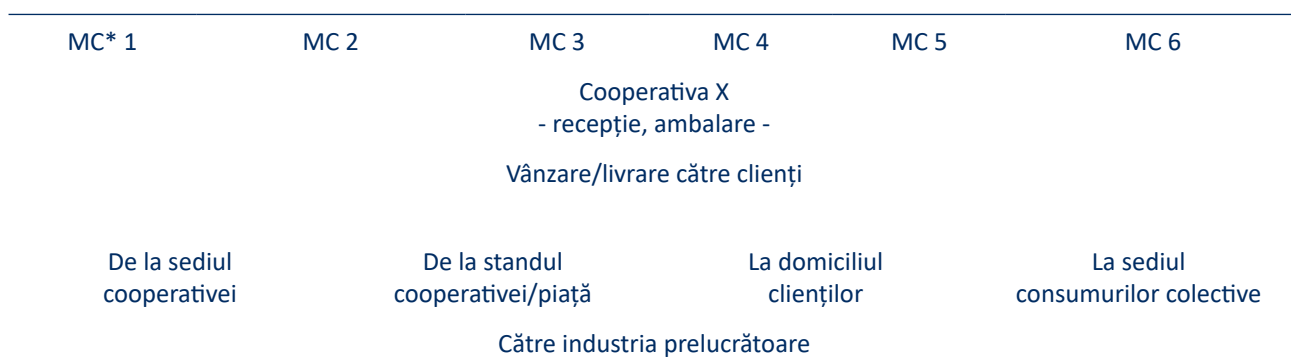 MC* 1 MC 2 MC 3 MC 4 MC 5 MC 6
Cooperativa X
- recepție, ambalare -
Vânzare/livrare către clienți
De la sediul
cooperativei
De la standul
cooperativei/piață
La domiciliul
clienților
La sediul
consumurilor colective
Către industria prelucrătoare